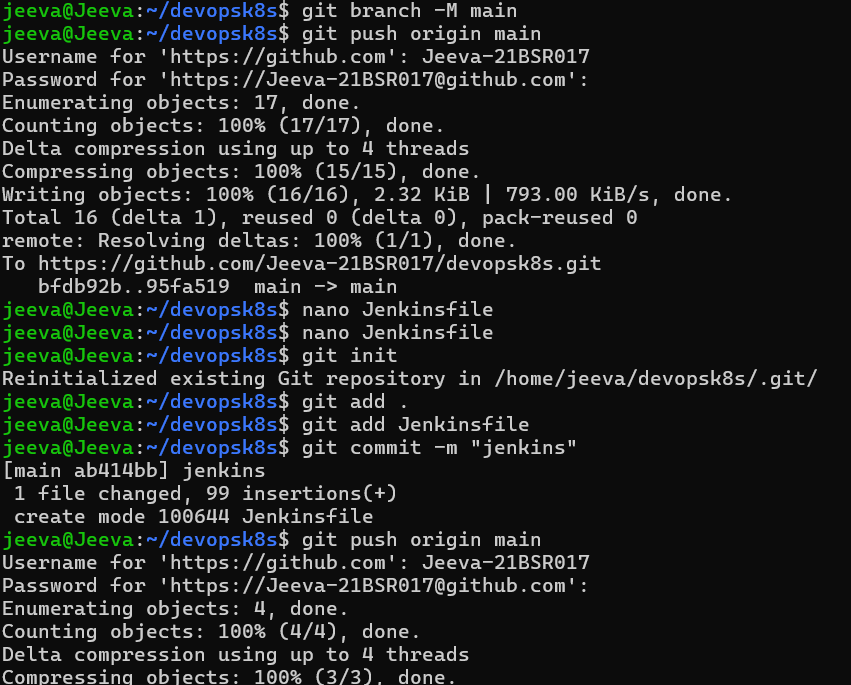 jeeva@Jeeva:~/devopsk8s$ git branch -M main
jeeva@Jeeva:~/devopsk8s$ git push origin main
Username for 'https://github.com': Jeeva-21BSR017
Password for 'https://Jeeva-21BSR017@github.com':
Enumerating objects: 17, done.
Counting objects: 100% (17/17), done.
Delta compression using up to 4 threads
Compressing objects: 100% (15/15), done.
Writing objects: 100% (16/16), 2.32 KiB | 793.00 KiB/s, done.
Total 16 (delta 1), reused 0 (delta 0), pack-reused 0
remote: Resolving deltas: 100% (1/1), done.
To https://github.com/Jeeva-21BSR017/devopsk8s.git
   bfdb92b..95fa519  main -> main
jeeva@Jeeva:~/devopsk8s$ nano Jenkinsfile
jeeva@Jeeva:~/devopsk8s$ nano Jenkinsfile
jeeva@Jeeva:~/devopsk8s$ git init
Reinitialized existing Git repository in /home/jeeva/devopsk8s/.git/
jeeva@Jeeva:~/devopsk8s$ git add .
jeeva@Jeeva:~/devopsk8s$ git add Jenkinsfile
jeeva@Jeeva:~/devopsk8s$ git commit -m "jenkins"
[main ab414bb] jenkins
 1 file changed, 99 insertions(+)
 create mode 100644 Jenkinsfile
jeeva@Jeeva:~/devopsk8s$ git push origin main
Username for 'https://github.com': Jeeva-21BSR017
Password for 'https://Jeeva-21BSR017@github.com':
Enumerating objects: 4, done.
Counting objects: 100% (4/4), done.
Delta compression using up to 4 threads
Compressing objects: 100% (3/3), done.